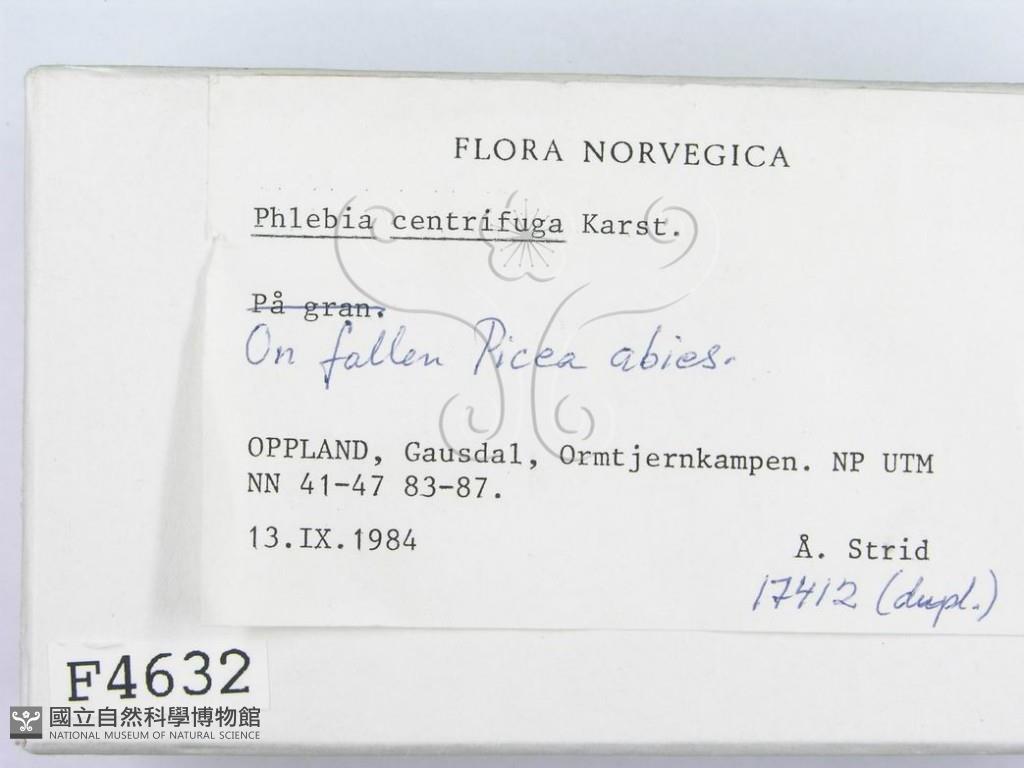 FLORA NORVEGICA
Phlebia centrifuga Karst.
På gran.
On fallen Picea abies.
OPPLAND, Gausdal, Ormtjernkampen. NP UTM
NN 41-47 83-87.
13.IX.1984
Å. Strid
17412 (dupl.)
F4632
國立自然科學博物館
NATIONAL MUSEUM OF NATURAL SCIENCE